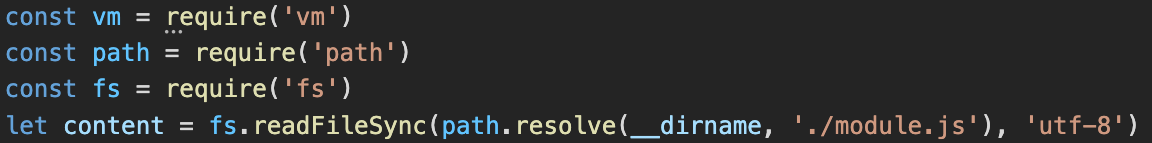 const vm = require('vm')
const path = require('path')
const fs = require('fs')
let content = fs.readFileSync(path.resolve(__dirname, './module.js'), 'utf-8')